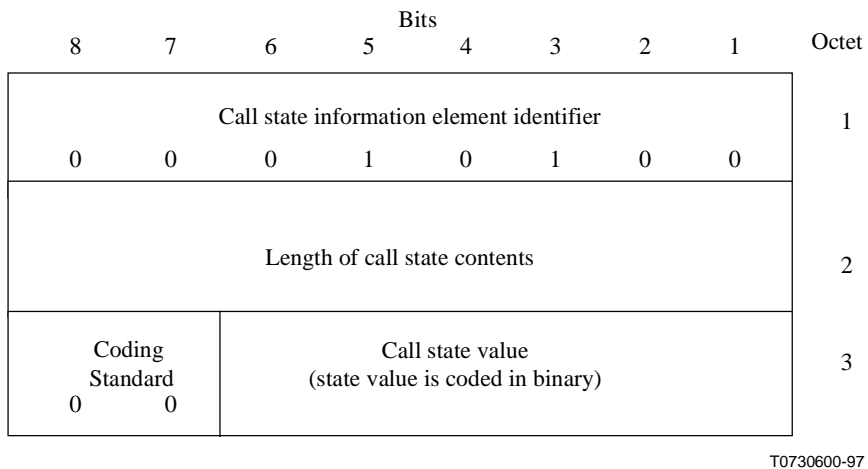 Bits
8 7 6 5 4 3 2 1 Octet
Call state information element identifier
1
0 0 0 1 0 1 0 0
Length of call state contents
2
Coding
Standard
0 0
Call state value
(state value is coded in binary)
3
T0730600-97